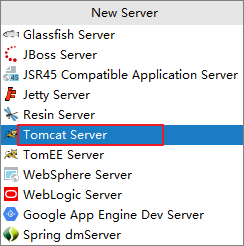 New Server
Glassfish Server
JBoss Server
JSR45 Compatible Application Server
Jetty Server
Resin Server
Tomcat Server
TomEE Server
WebSphere Server
WebLogic Server
Google App Engine Dev Server
Spring dmServer